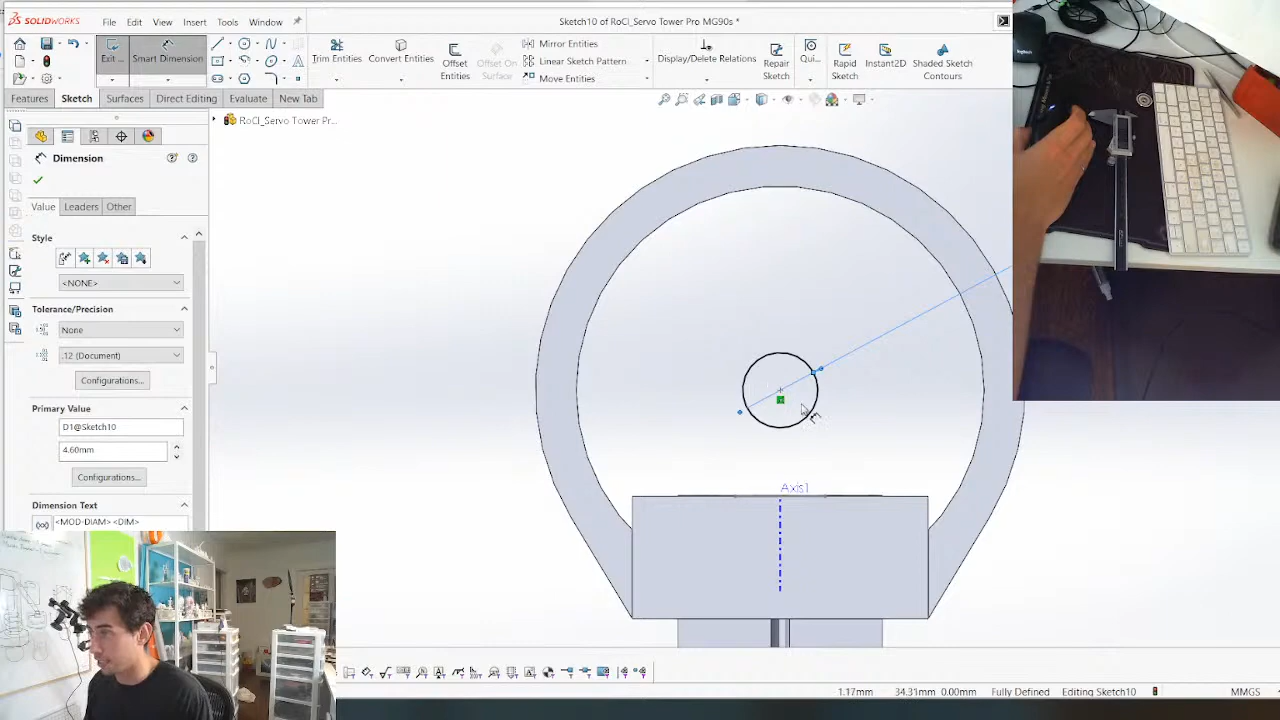 SOLIDWORKS File Edit View Insert Tools Window Sketch10 of RoCI_Servo Tower Pro MG90s *
Exit ... Smart Dimension Trim Entities Convert Entities Offset Entities Offset On Surface Mirror Entities Linear Sketch Pattern Move Entities Display/Delete Relations Repair Sketch Qui... Rapid Sketch Instant2D Shaded Sketch Contours
Features Sketch Surfaces Direct Editing Evaluate New Tab
RoCI_Servo Tower Pr...
Dimension
Value Leaders Other
Style
<NONE>
Tolerance/Precision
None
.12 (Document)
Configurations...
Primary Value
D1@Sketch10
4.60mm
Configurations...
Dimension Text
<MOD-DIAM><DIM>
Axis1
1.17mm 34.31mm 0.00mm Fully Defined Editing Sketch10 MMGS